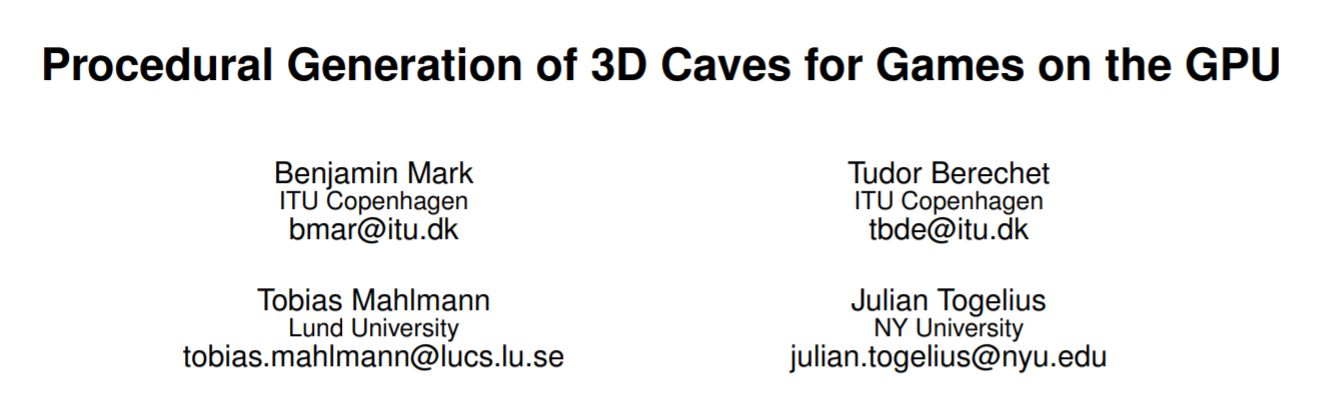 Procedural Generation of 3D Caves for Games on the GPU
Benjamin Mark
ITU Copenhagen
bmar@itu.dk
Tudor Berechet
ITU Copenhagen
tbde@itu.dk
Tobias Mahlmann
Lund University
tobias.mahlmann@lucs.lu.se
Julian Togelius
NY University
julian.togelius@nyu.edu